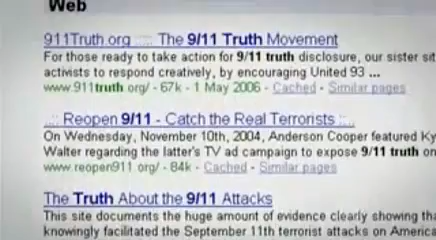 Web
911Truth.org ::::: The 9/11 Truth Movement
For those ready to take action for 9/11 truth disclosure, our sister sit
activists to respond creatively, by encouraging United 93 ...
www.911truth.org/ - 67k - 1 May 2006 - Cached - Similar pages
..:: Reopen 9/11 - Catch the Real Terrorists ::..
On Wednesday, November 10th, 2004, Anderson Cooper featured Ky
Walter regarding the latter's TV ad campaign to expose 9/11 truth on
www.reopen911.org/ - 84k - Cached - Similar pages
The Truth About the 9/11 Attacks
This site documents the huge amount of evidence clearly showing tha
knowingly facilitated the September 11th terrorist attacks on America